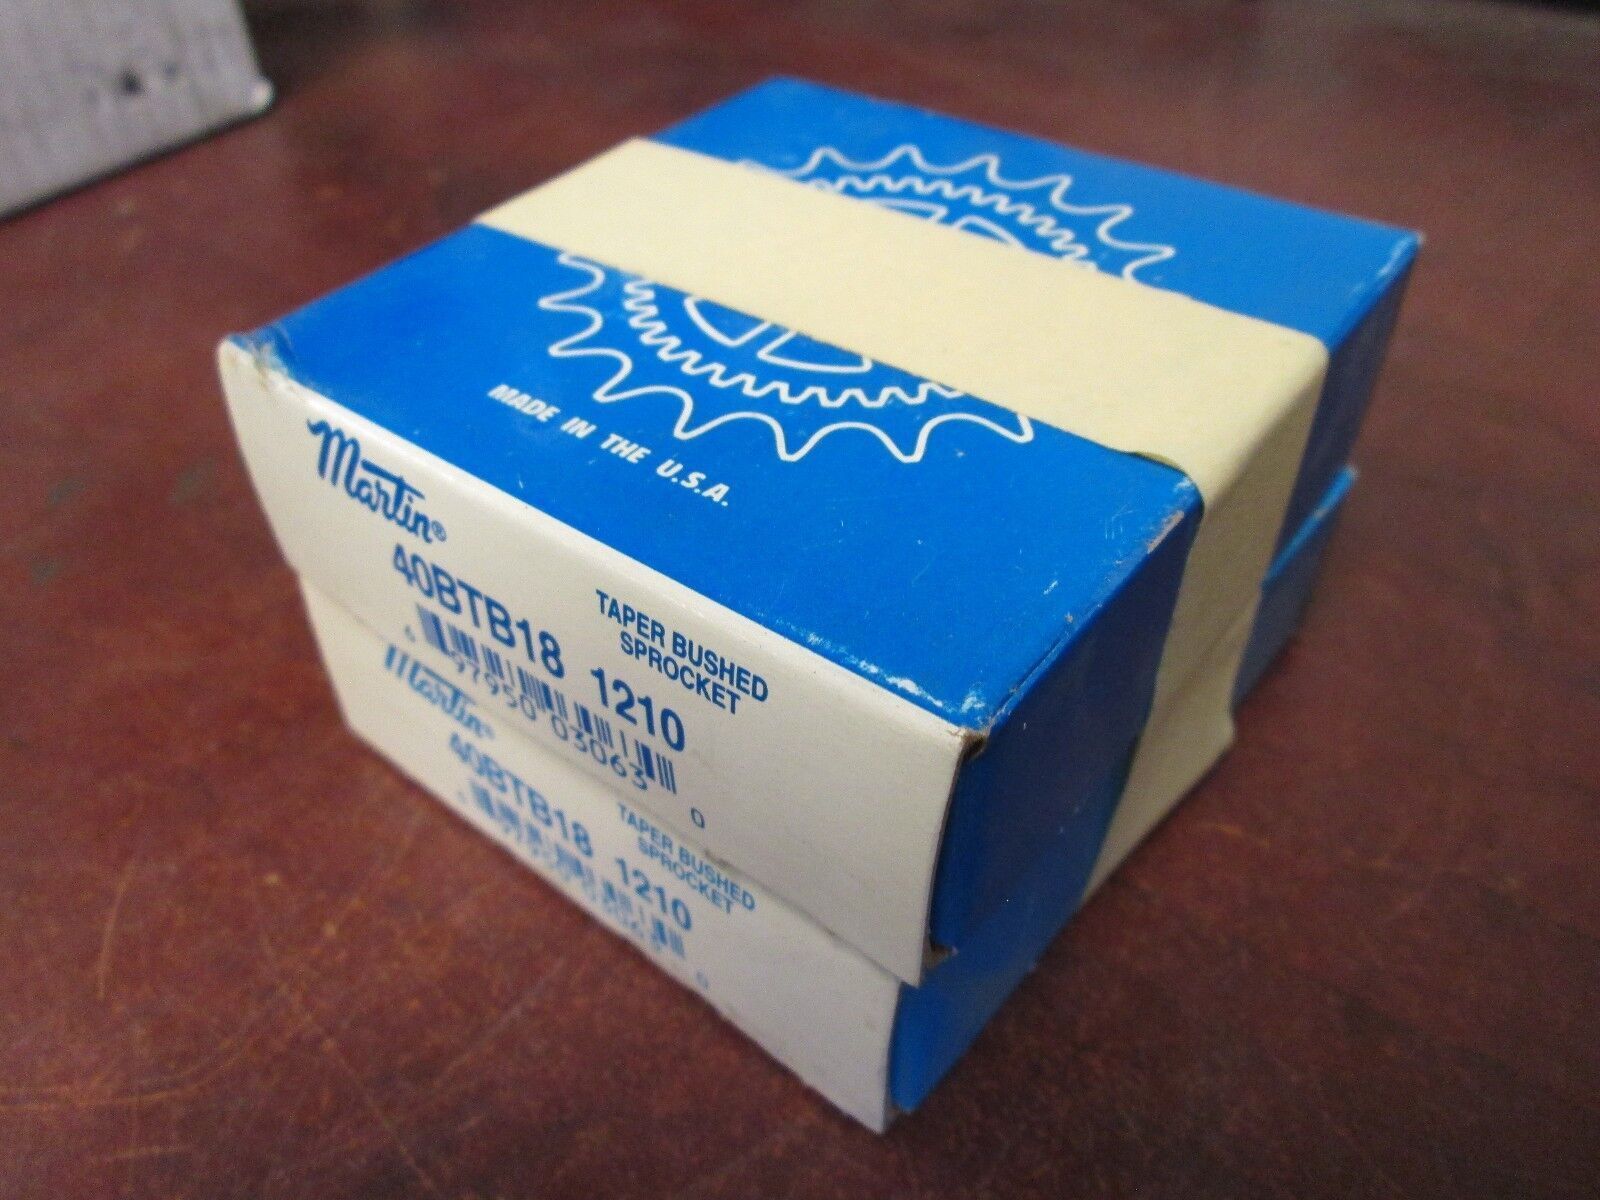 MADE IN THE U.S.A.
Martin®
40BTB18 1210
TAPER BUSHED
SPROCKET
6 97950 03063 0
Martin®
40BTB18 1210
TAPER BUSHED
SPROCKET